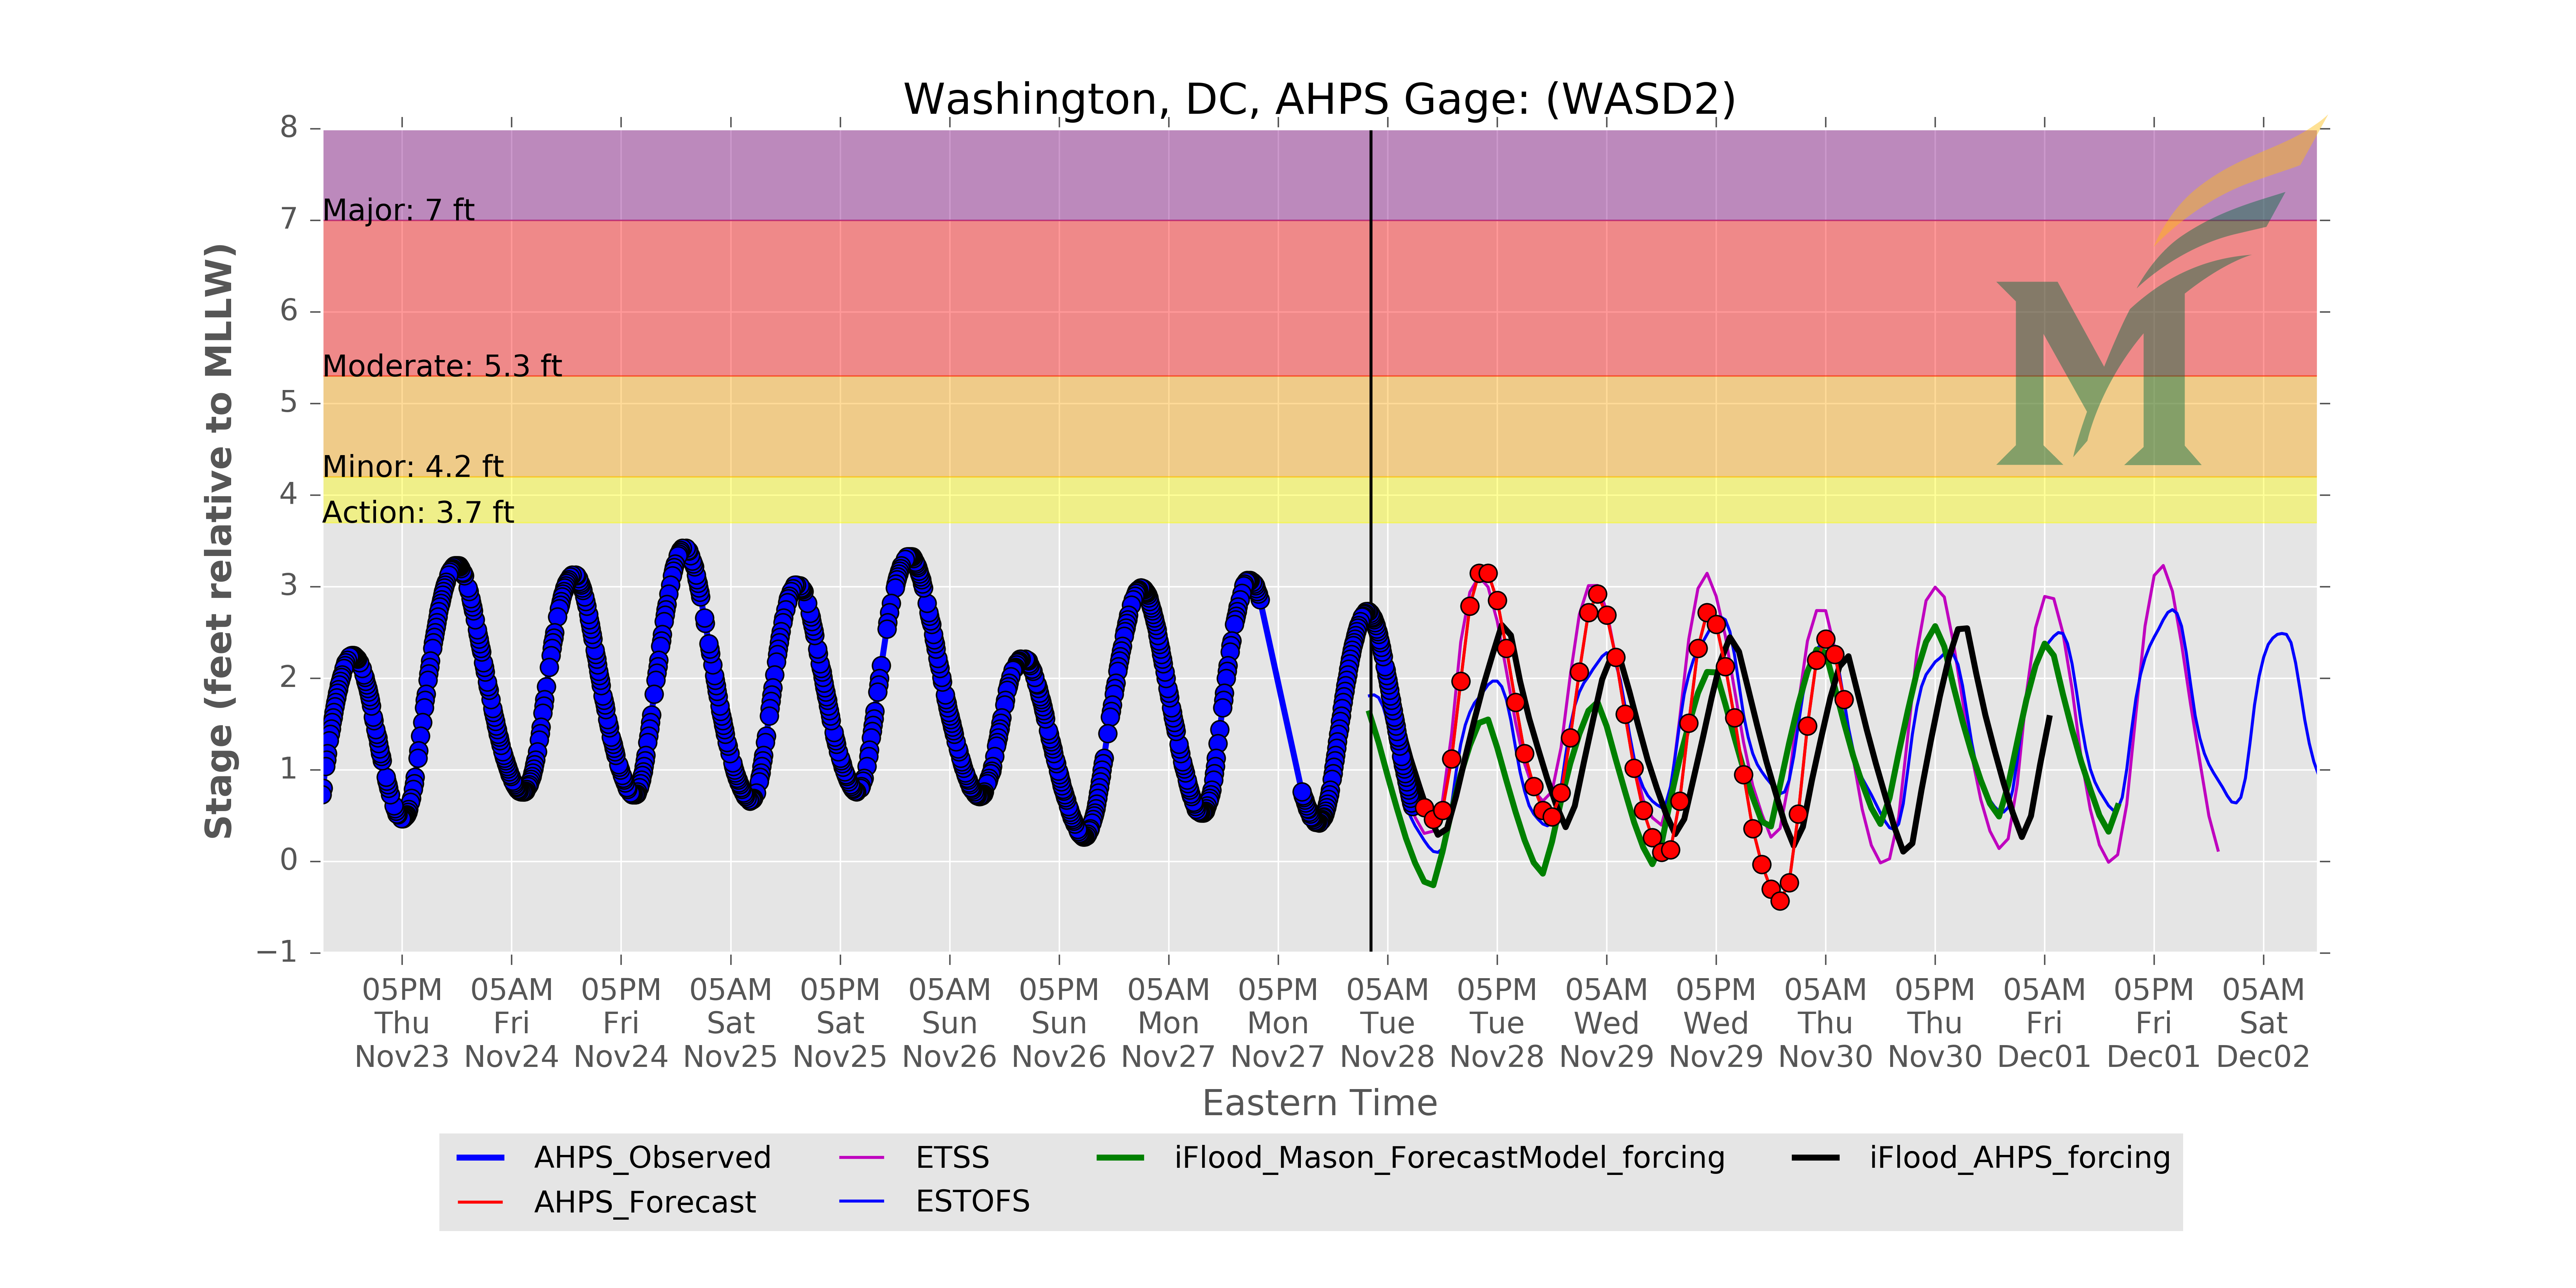 Washington, DC, AHPS Gage: (WASD2)
Stage (feet relative to MLLW)
8
7
6
5
4
3
2
1
0
−1
Major: 7 ft
Moderate: 5.3 ft
Minor: 4.2 ft
Action: 3.7 ft
M
05PM 05AM 05PM 05AM 05PM 05AM 05PM 05AM 05PM 05AM 05PM 05AM 05PM 05AM 05PM 05AM 05PM 05AM
Thu Fri Fri Sat Sat Sun Sun Mon Mon Tue Tue Wed Wed Thu Thu Fri Fri Sat
Nov23 Nov24 Nov24 Nov25 Nov25 Nov26 Nov26 Nov27 Nov27 Nov28 Nov28 Nov29 Nov29 Nov30 Nov30 Dec01 Dec01 Dec02
Eastern Time
AHPS_Observed ETSS iFlood_Mason_ForecastModel_forcing iFlood_AHPS_forcing
AHPS_Forecast ESTOFS